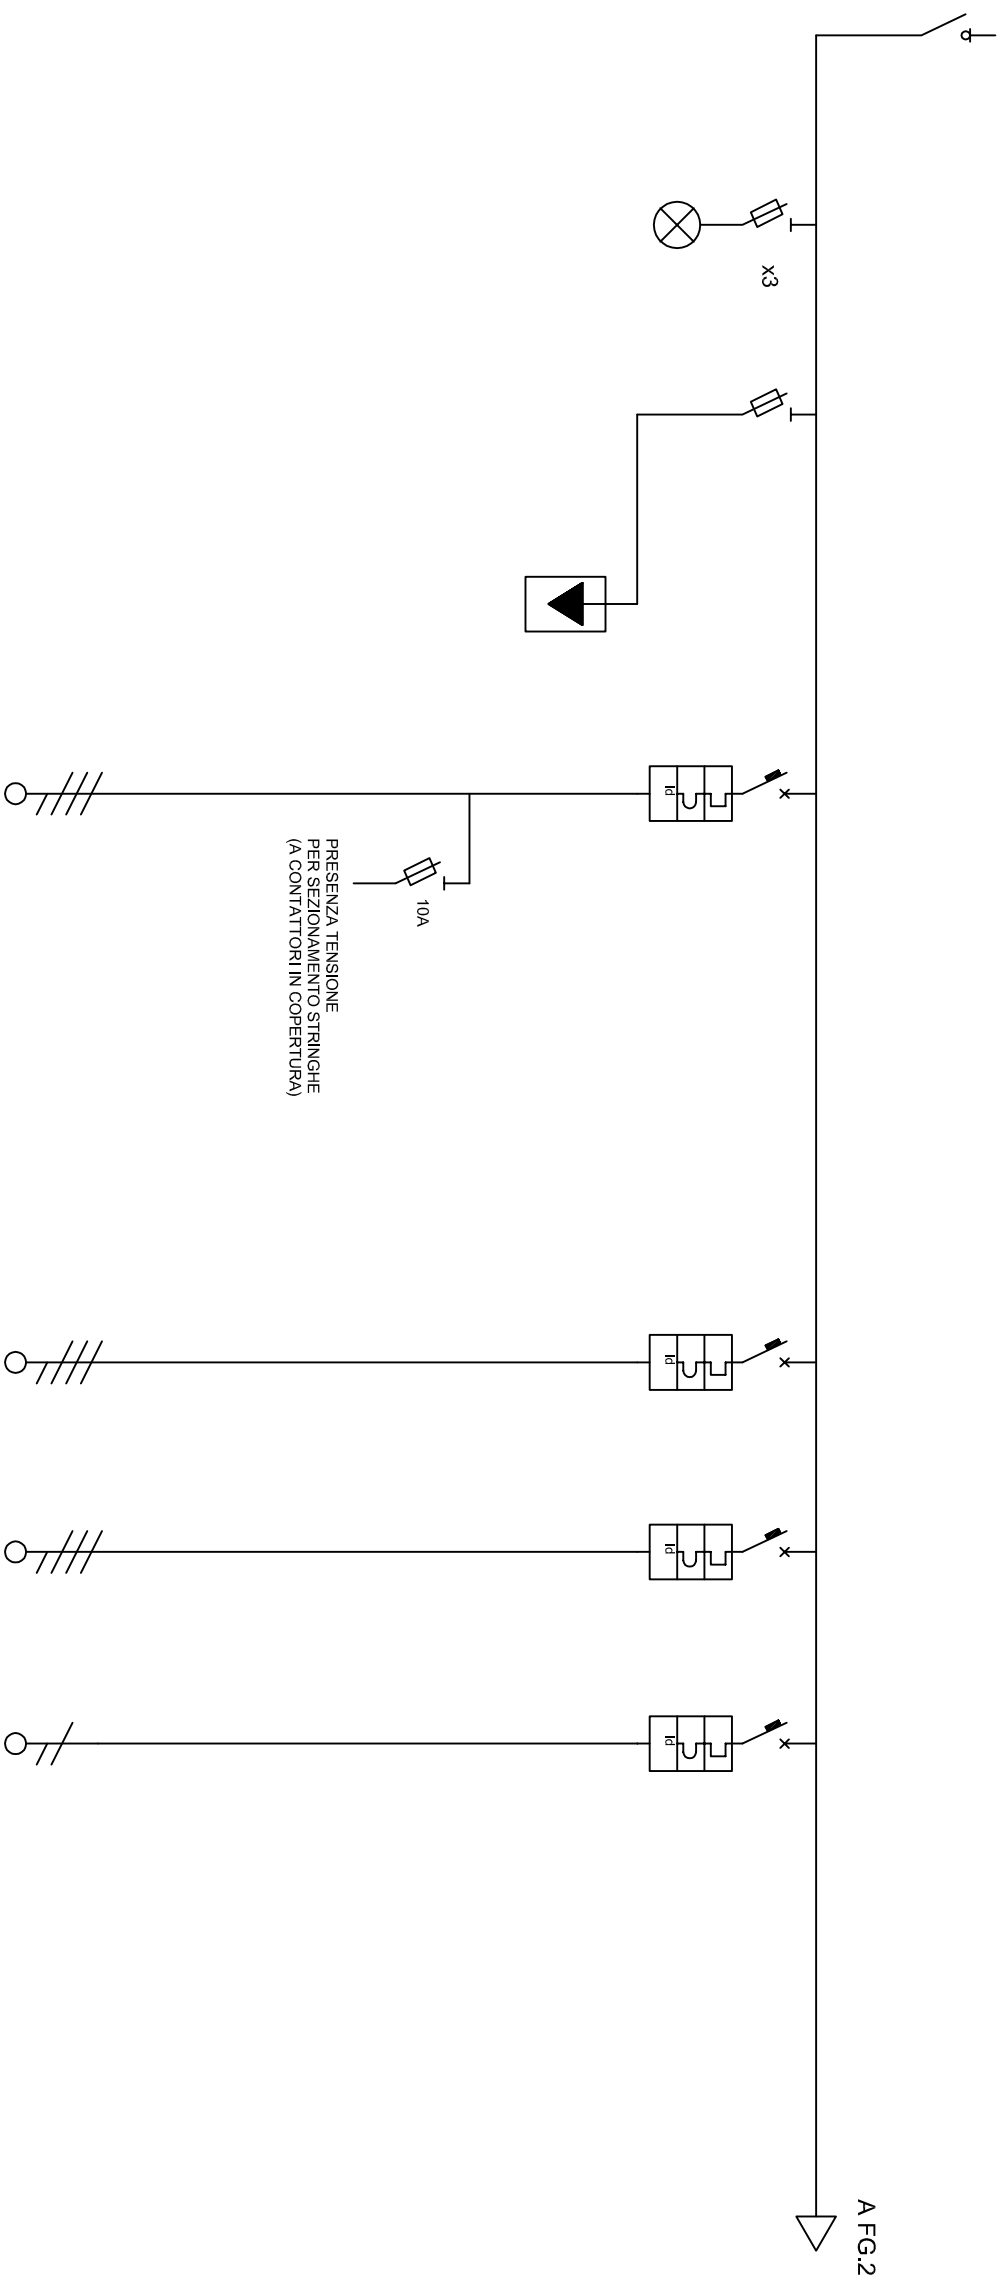 A FG.2
x3
Id
10A
PRESENZA TENSIONE
PER SEZIONAMENTO STRINGHE
(A CONTATTORI IN COPERTURA)
Id
Id
Id